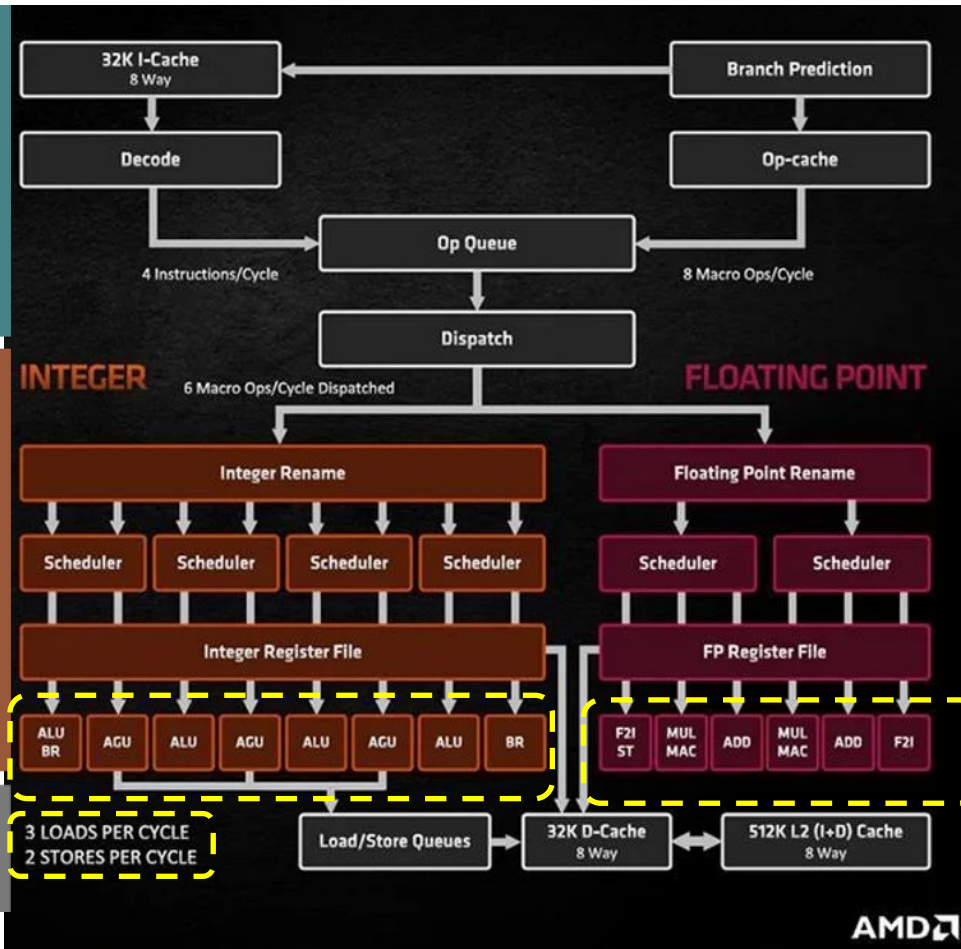 32K I-Cache
8 Way
Branch Prediction
Decode
Op-cache
Op Queue
4 Instructions/Cycle
8 Macro Ops/Cycle
Dispatch
INTEGER
6 Macro Ops/Cycle Dispatched
FLOATING POINT
Integer Rename
Floating Point Rename
Scheduler
Scheduler
Scheduler
Scheduler
Scheduler
Scheduler
Integer Register File
FP Register File
ALU
BR
AGU
ALU
AGU
ALU
AGU
ALU
BR
F2I
ST
MUL
MAC
ADD
MUL
MAC
ADD
F2I
3 LOADS PER CYCLE
2 STORES PER CYCLE
Load/Store Queues
32K D-Cache
8 Way
512K L2 (I+D) Cache
8 Way
AMD